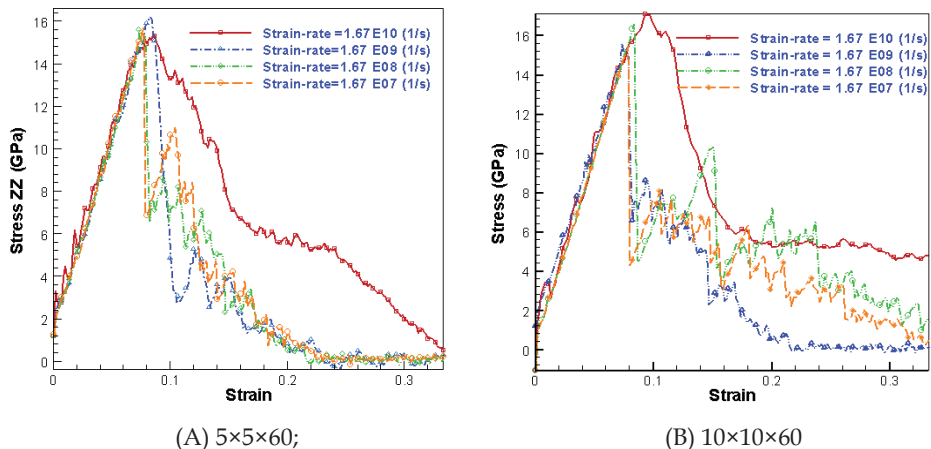 16
14
12
10
8
6
4
2
0
Stress ZZ (GPa)
Strain-rate =1.67 E10 (1/s)
Strain-rate=1.67 E09 (1/s)
Strain-rate=1.67 E08 (1/s)
Strain-rate=1.67 E07 (1/s)
0
0.1
0.2
0.3
Strain
(A) 5×5×60;
16
14
12
10
8
6
4
2
0
Stress (GPa)
Strain-rate = 1.67 E10 (1/s)
Strain-rate = 1.67 E09 (1/s)
Strain-rate = 1.67 E08 (1/s)
Strain-rate = 1.67 E07 (1/s)
0
0.1
0.2
0.3
Strain
(B) 10×10×60